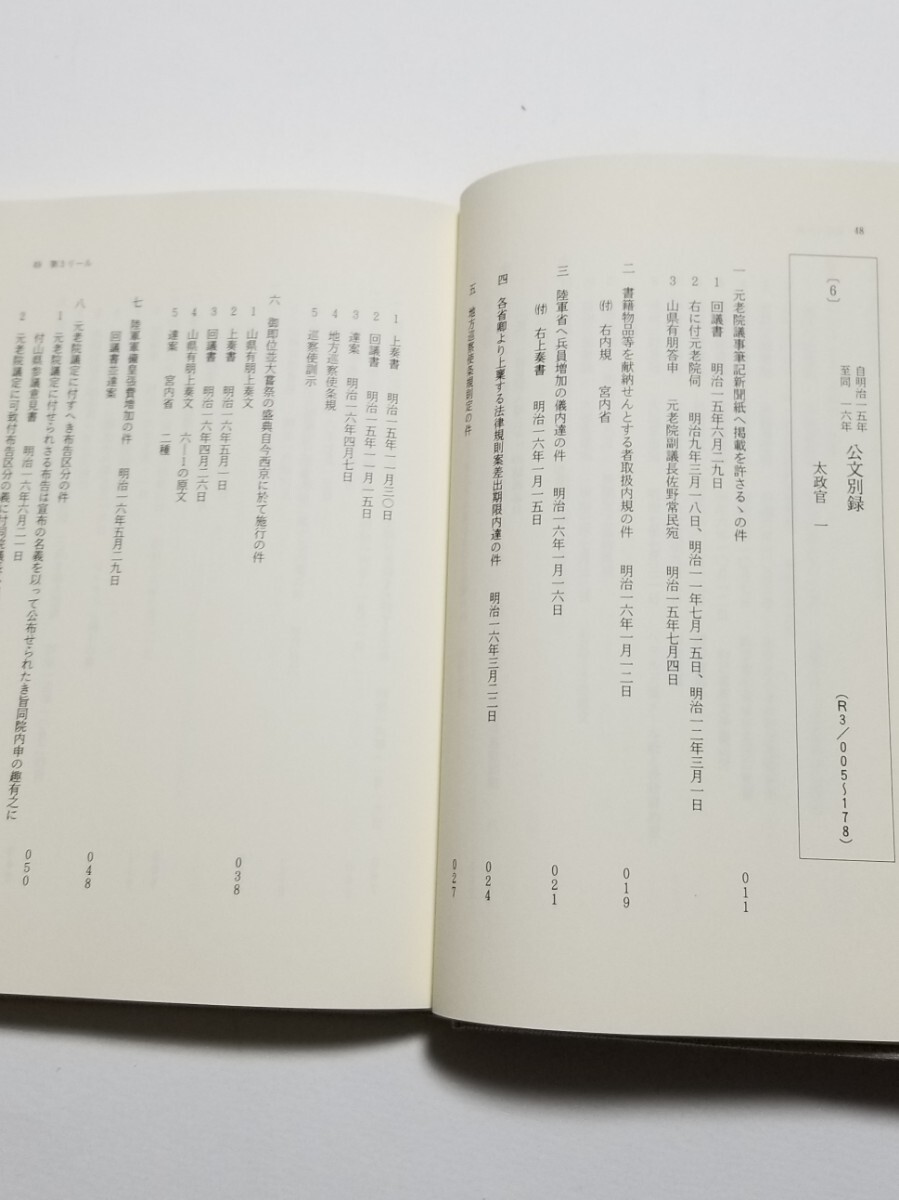 48
〔6〕
自明治一五年
至同　一六年
公文別録
太政官　一
（R3／005〜178）
一　元老院議事筆記新聞紙へ掲載を許さるゝの件
011
1　回議書　明治一五年六月二九日
2　右に付元老院伺　明治九年三月一八日、明治一一年七月一五日、明治一二年三月一日
3　山県有朋答申　元老院副議長佐野常民宛　明治一五年七月四日
二　書籍物品等を献納せんとする者取扱内規の件　明治一六年一月一二日
019
㈹　右内規　宮内省
三　陸軍省へ兵員増加の儀内達の件　明治一六年一月一六日
021
㈹　右上奏書　明治一六年一月一五日
四　各省卿より上稟する法律規則案差出期限内達の件　明治一六年三月二二日
024
五　地方巡察使条規制定の件
027
49　第3リール
1　上奏書　明治一五年一一月三〇日
2　回議書　明治一五年一一月一五日
3　達案　明治一六年四月七日
4　地方巡察使条規
5　巡察使訓示
六　御即位並大嘗祭の盛典自今西京に於て施行の件
038
1　山県有朋上奏文
2　上奏書　明治一六年五月一日
3　回議書　明治一六年四月二六日
4　山県有朋上奏文　六―1の原文
5　達案　宮内省　二種
七　陸軍軍備皇張費増加の件　明治一六年五月二九日
回議書並達案
八　元老院議定に付すへき布告区分の件
048
1　元老院議定に付せられさる布告は宣布の名義を以って公布せられたき旨同院内申の趣有之に
付山県参議意見書　明治一六年六月二一日
2　元老院議定に可致付布告区分の義に付同院議
050